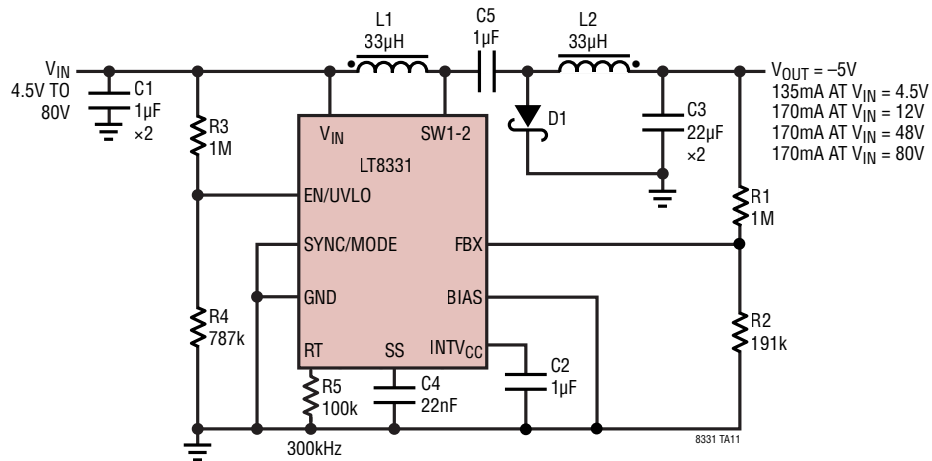 L1
33µH
C5
1µF
L2
33µH
VIN
4.5V TO
80V
C1
1µF
×2
R3
1M
VIN
SW1-2
LT8331
EN/UVLO
SYNC/MODE
FBX
GND
BIAS
RT
SS
INTVCC
D1
C3
22µF
×2
VOUT = –5V
135mA AT VIN = 4.5V
170mA AT VIN = 12V
170mA AT VIN = 48V
170mA AT VIN = 80V
R1
1M
R4
787k
R2
191k
R5
100k
C4
22nF
C2
1µF
300kHz
8331 TA11